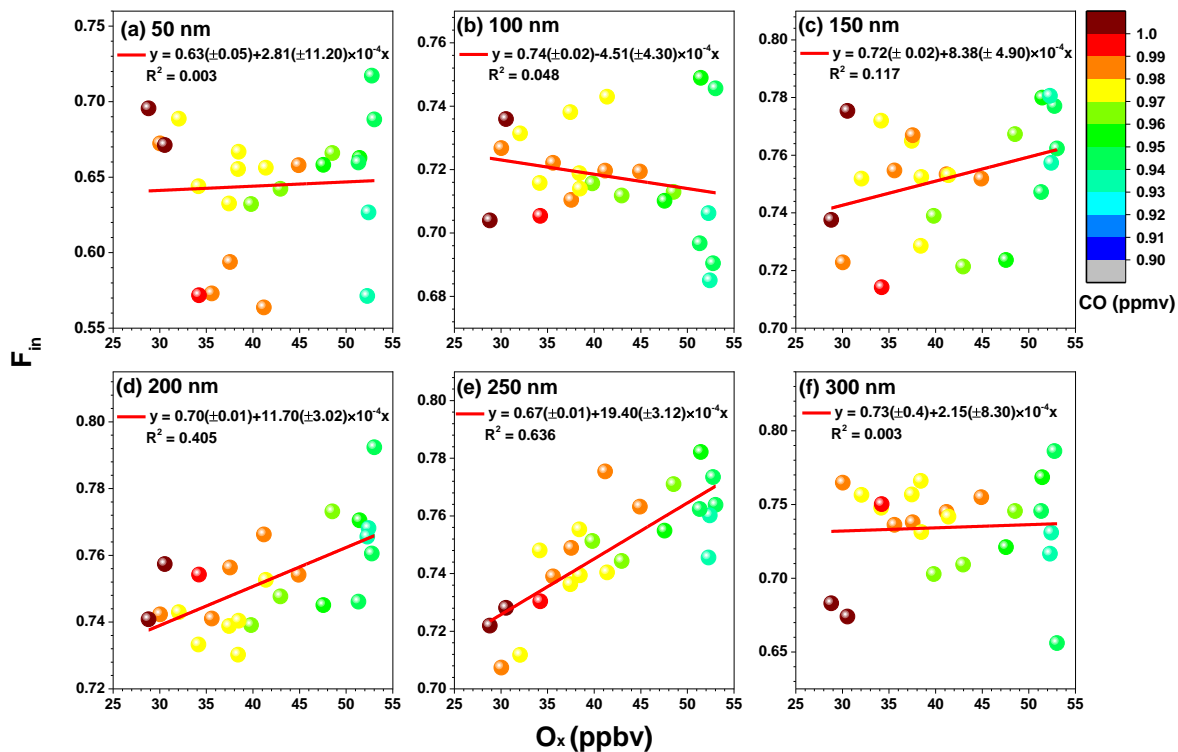 (a) 50 nm
y = 0.63(±0.05)+2.81(±11.20)×10⁻⁴x
R² = 0.003
0.70
0.65
0.60
0.55
25 30 35 40 45 50 55
(b) 100 nm
y = 0.74(±0.02)-4.51(±4.30)×10⁻⁴x
R² = 0.048
0.76
0.74
0.72
0.70
0.68
25 30 35 40 45 50 55
(c) 150 nm
y = 0.72(± 0.02)+8.38(± 4.90)×10⁻⁴x
R² = 0.117
0.80
0.78
0.76
0.74
0.72
0.70
25 30 35 40 45 50 55
1.0
0.99
0.98
0.97
0.96
0.95
0.94
0.93
0.92
0.91
0.90
CO (ppmv)
F_in
(d) 200 nm
y = 0.70(±0.01)+11.70(±3.02)×10⁻⁴x
R² = 0.405
0.80
0.78
0.76
0.74
0.72
25 30 35 40 45 50 55
(e) 250 nm
y = 0.67(±0.01)+19.40(±3.12)×10⁻⁴x
R² = 0.636
0.80
0.78
0.76
0.74
0.72
0.70
25 30 35 40 45 50 55
(f) 300 nm
y = 0.73(±0.4)+2.15(±8.30)×10⁻⁴x
R² = 0.003
0.80
0.75
0.70
0.65
25 30 35 40 45 50 55
Oₓ (ppbv)